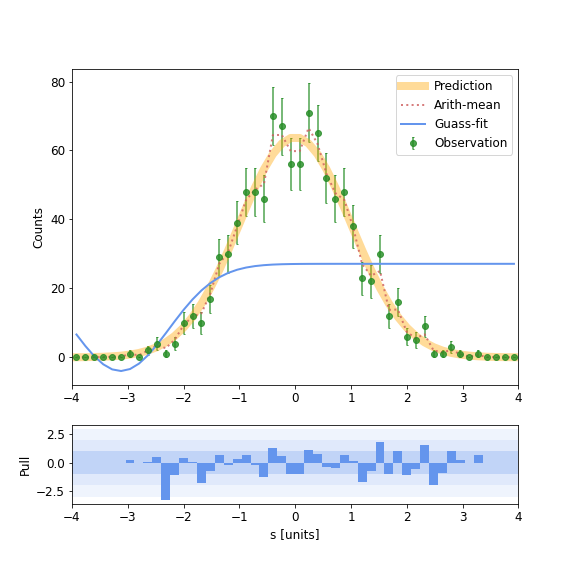 80
60
40
20
0
Counts
Prediction
Arith-mean
Guass-fit
Observation
−4 −3 −2 −1 0 1 2 3 4
2.5
0.0
−2.5
Pull
−4 −3 −2 −1 0 1 2 3 4
s [units]